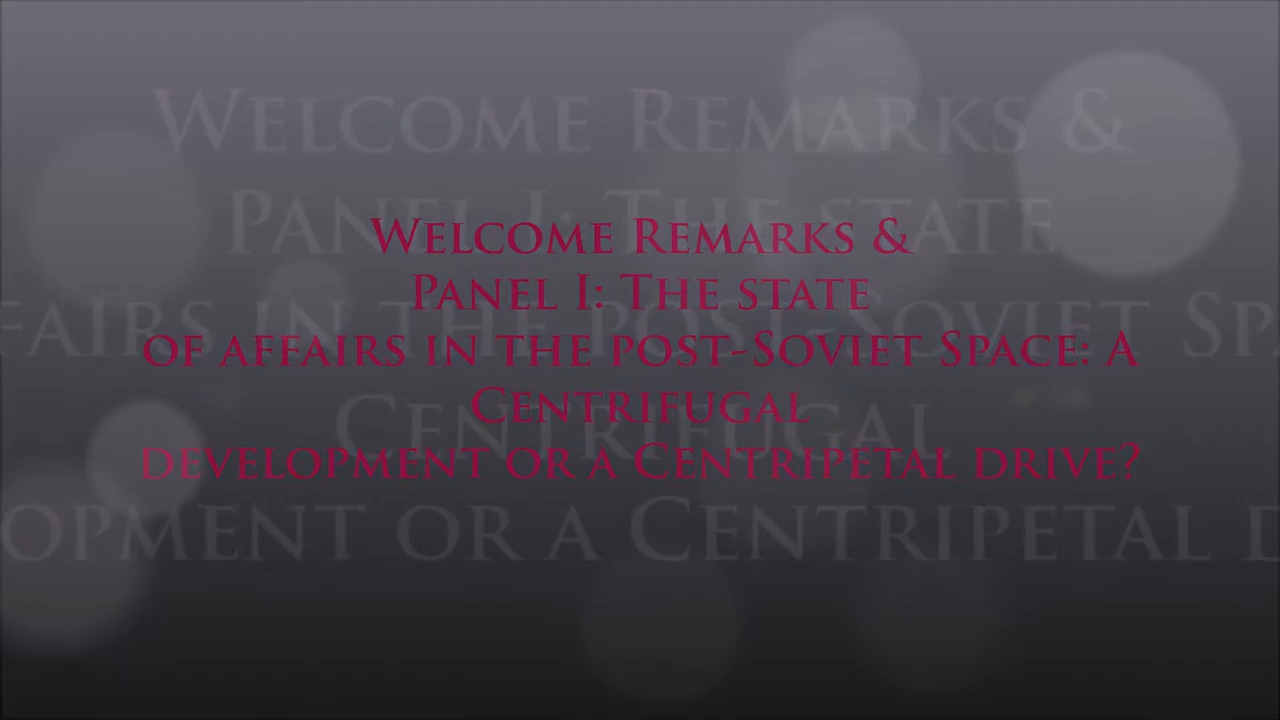 Welcome Remarks &
Panel I: The state
of affairs in the post-Soviet Space: A
Centrifugal
development or a Centripetal drive?